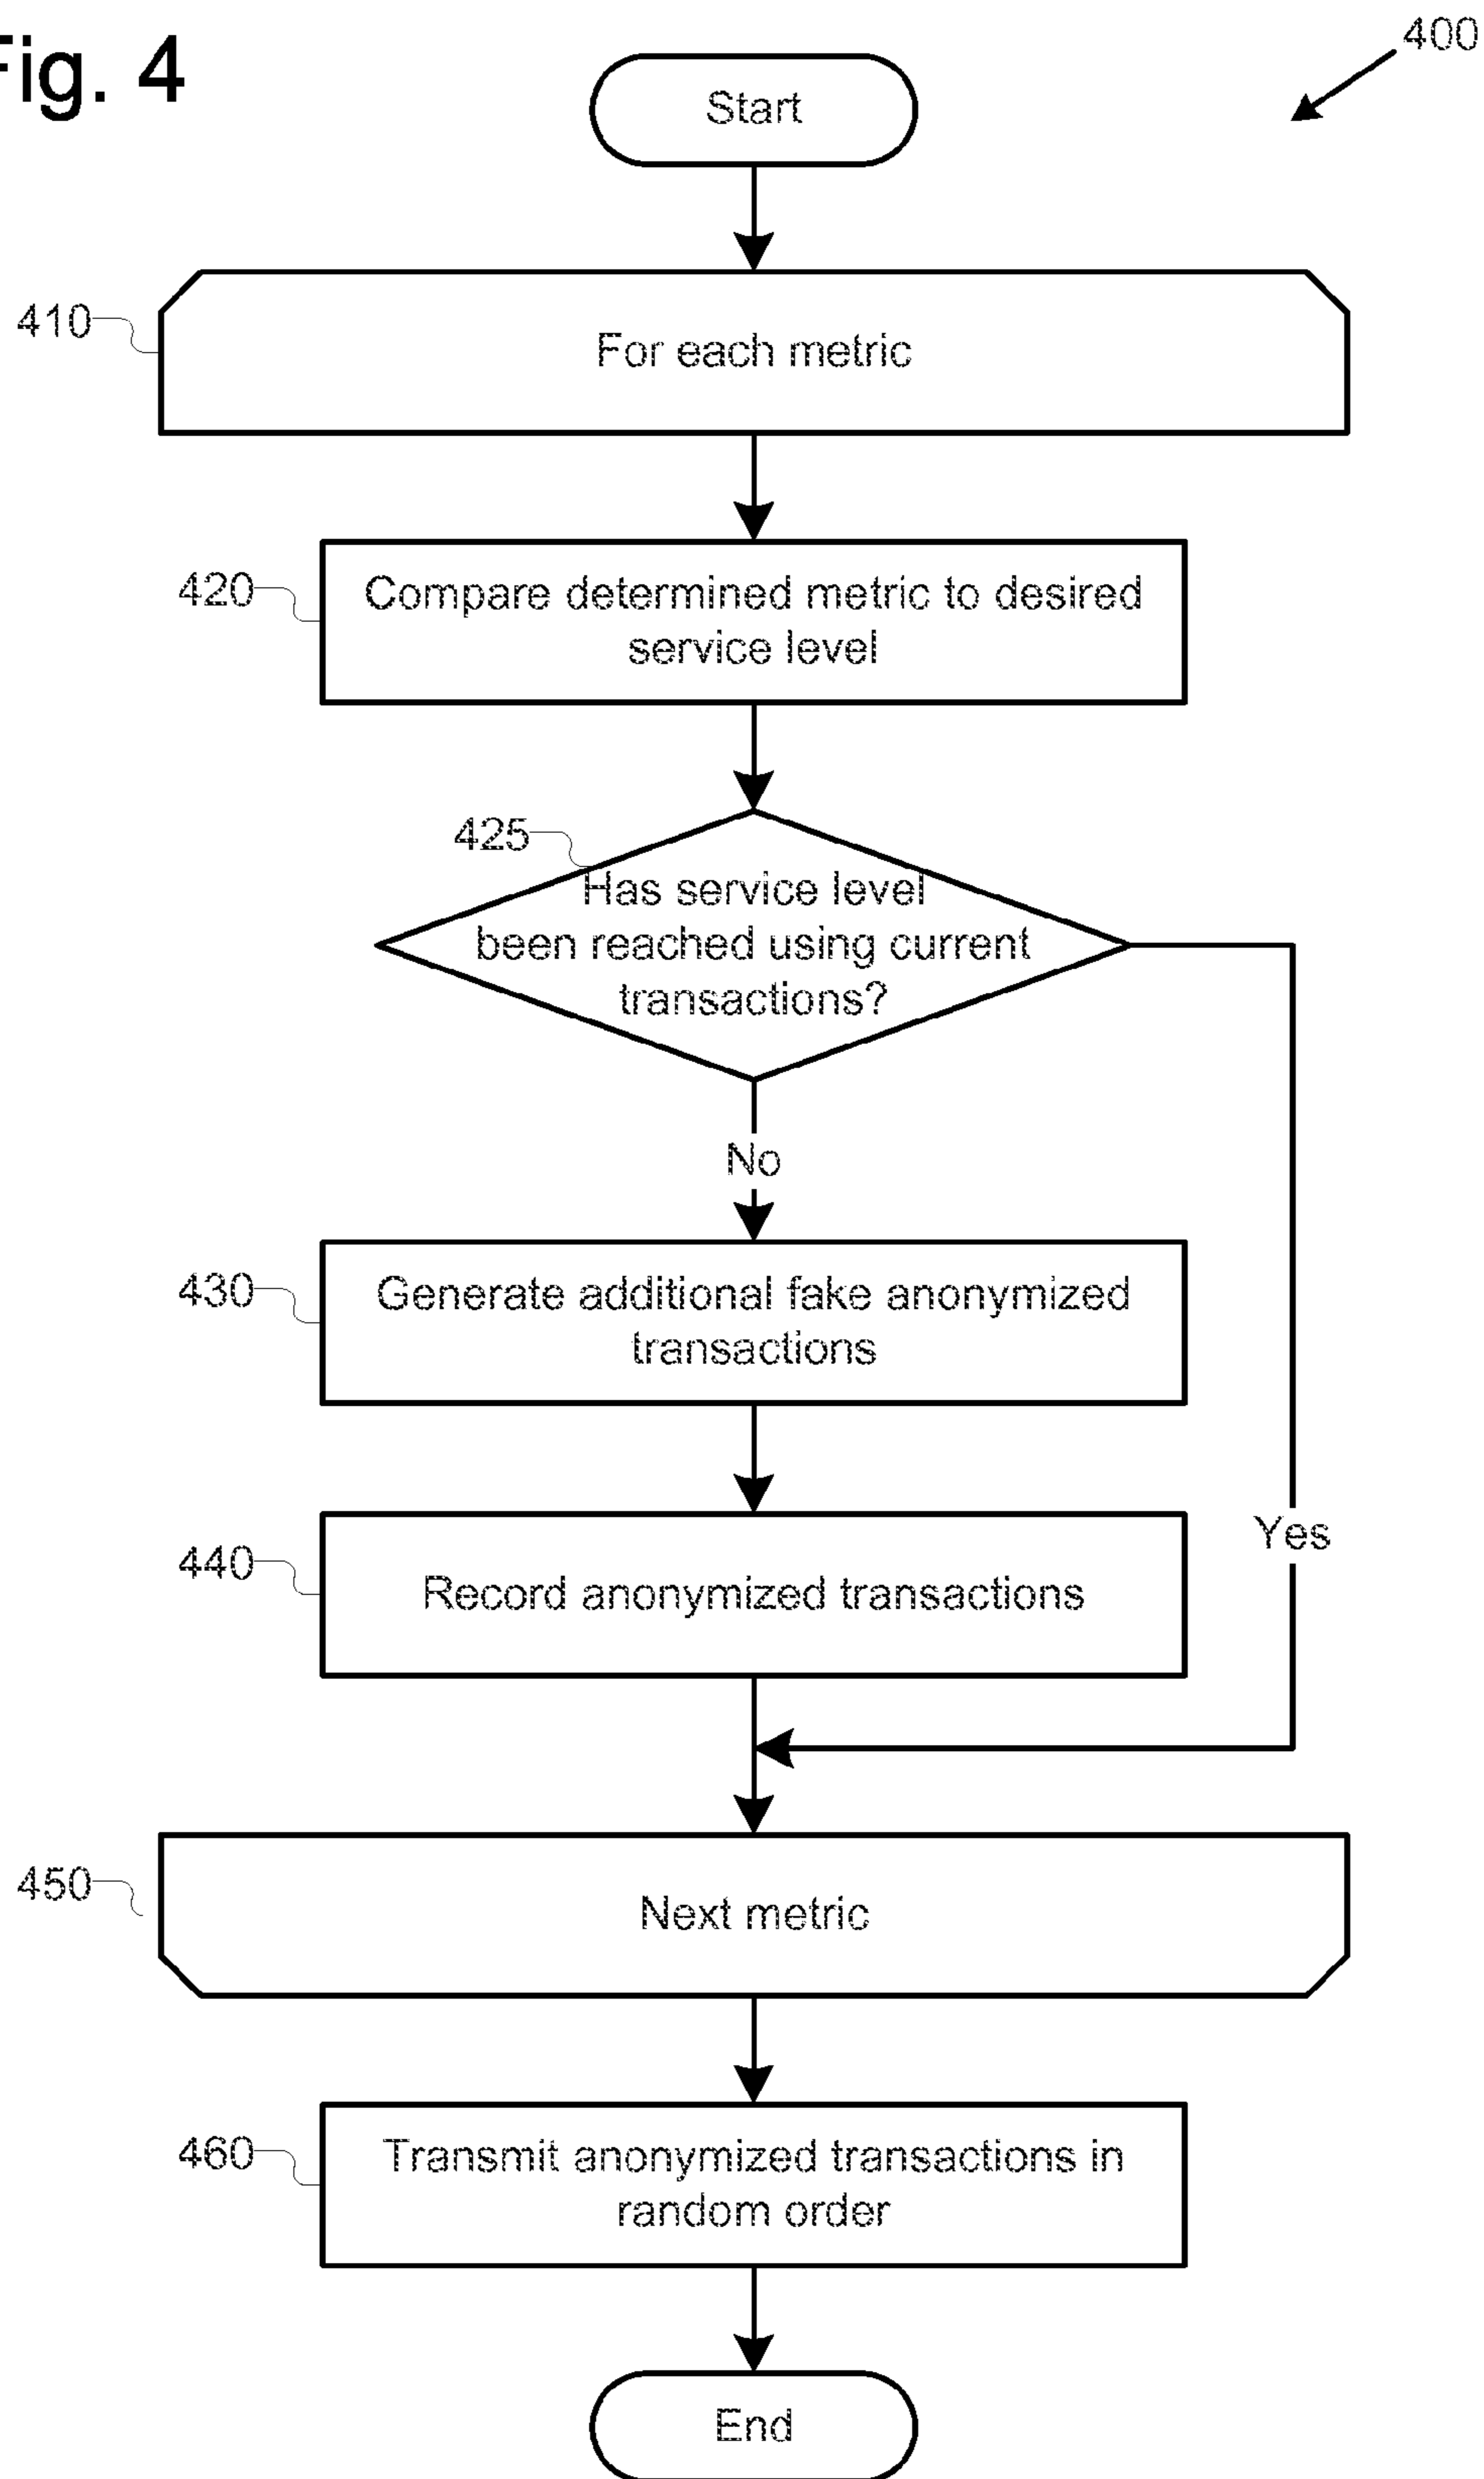 Fig. 4
400
Start
410
For each metric
420
Compare determined metric to desired
service level
425
Has service level
been reached using current
transactions?
No
430
Generate additional fake anonymized
transactions
440
Record anonymized transactions
Yes
450
Next metric
460
Transmit anonymized transactions in
random order
End